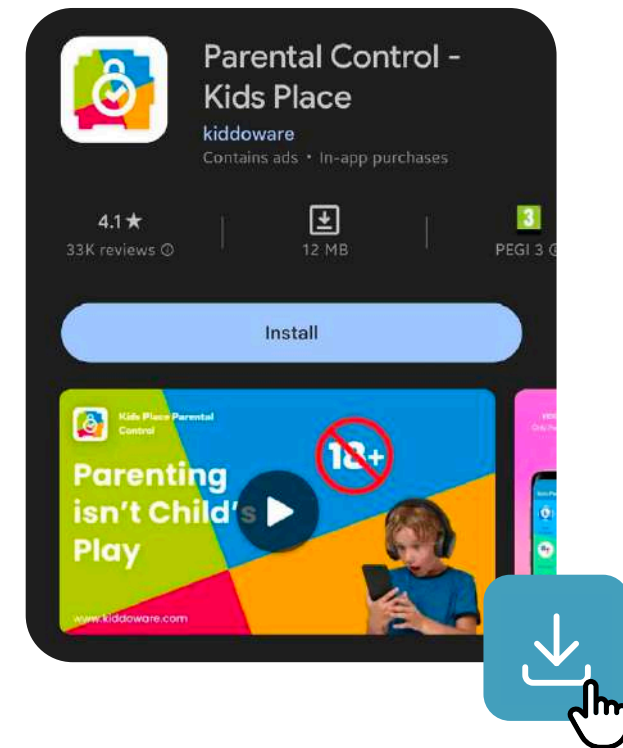 Parental Control -
Kids Place
kiddoware
Contains ads • In-app purchases
4.1★
33K reviews
12 MB
3
PEGI 3
Install
Kids Place Parental
Control
18+
Parenting
isn't Child's
Play
www.kiddoware.com